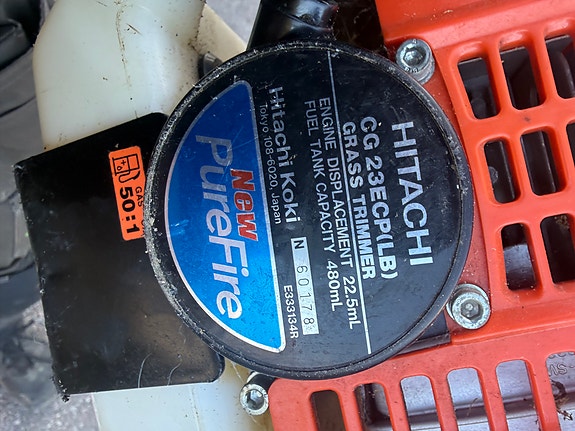 HITACHI
CG 23ECP(LB)
GRASS TRIMMER
ENGINE DISPLACEMENT 22.5mL
FUEL TANK CAPACITY 480mL
N 60178
E333134R
Hitachi Koki
Tokyo 108-6020, Japan
New
PureFire
GAS
50:1